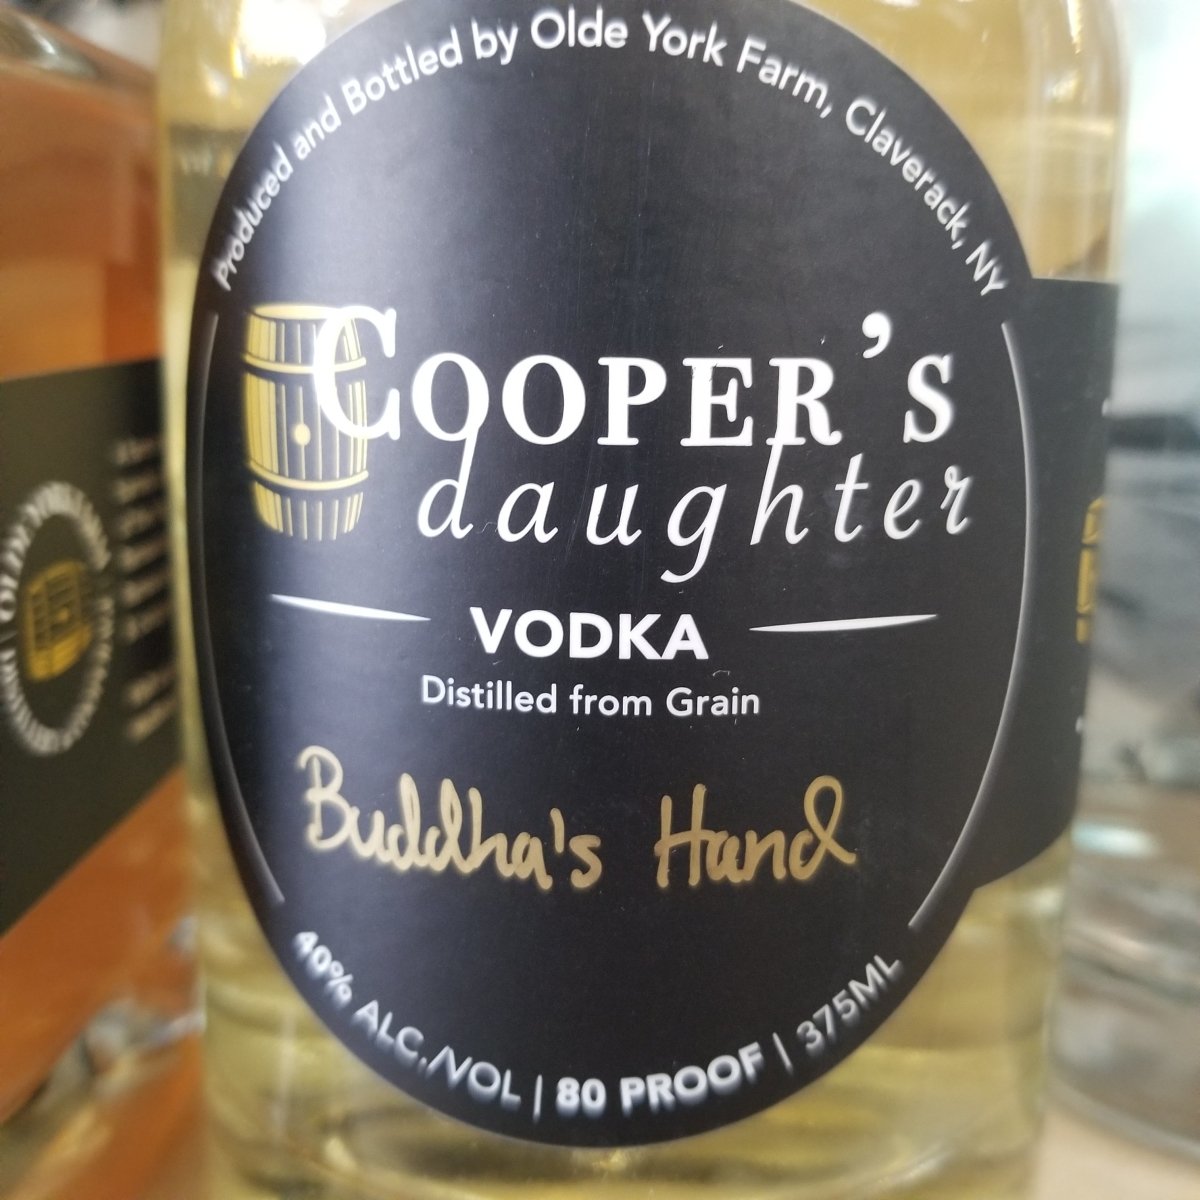 Produced and Bottled by Olde York Farm, Claverack, NY
COOPER'S
daughter
VODKA
Distilled from Grain
Buddha's Hand
40% ALC./VOL | 80 PROOF | 375ML